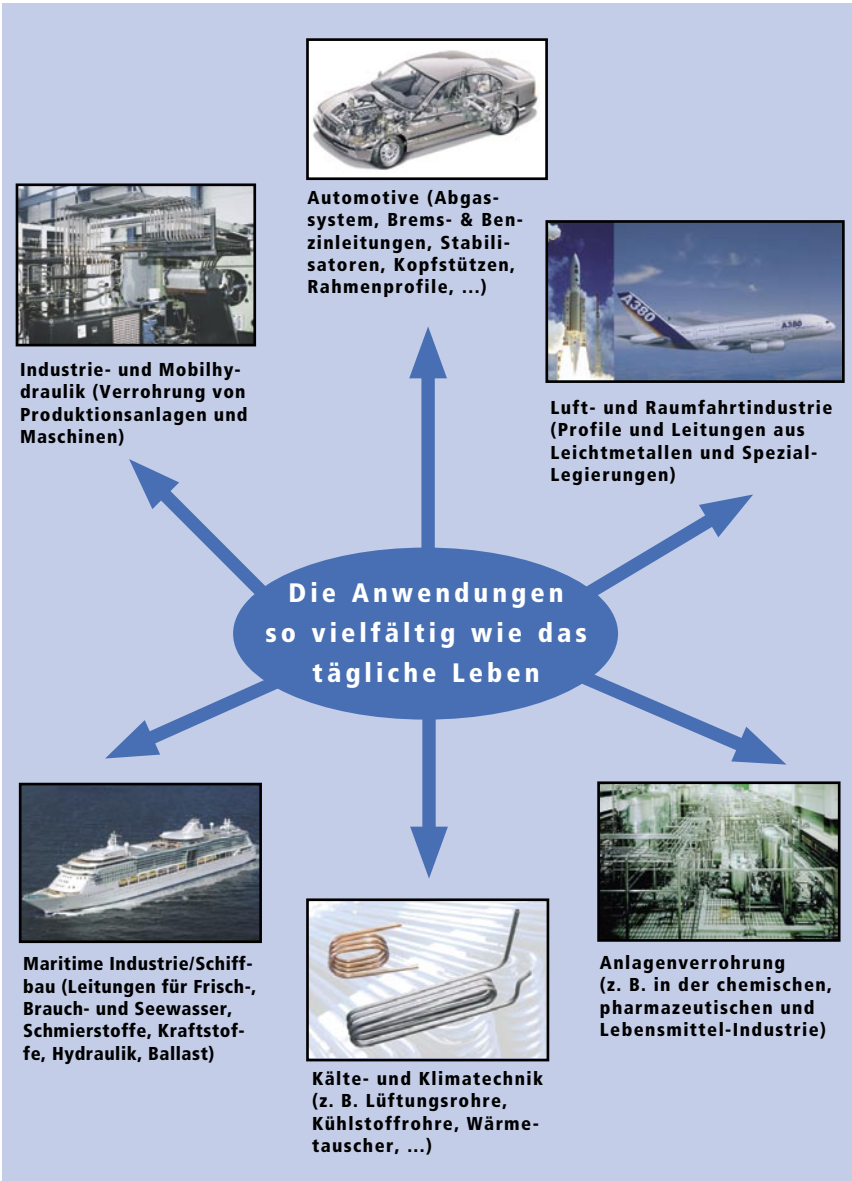 Automotive (Abgas-
system, Brems- & Ben-
zinleitungen, Stabili-
satoren, Kopfstützen,
Rahmenprofile, ...)
Industrie- und Mobilhy-
draulik (Verrohrung von
Produktionsanlagen und
Maschinen)
A380
A380
Luft- und Raumfahrtindustrie
(Profile und Leitungen aus
Leichtmetallen und Spezial-
Legierungen)
Die Anwendungen
so vielfältig wie das
tägliche Leben
Maritime Industrie/Schiff-
bau (Leitungen für Frisch-,
Brauch- und Seewasser,
Schmierstoffe, Kraftstof-
fe, Hydraulik, Ballast)
Kälte- und Klimatechnik
(z. B. Lüftungsrohre,
Kühlstoffrohre, Wärme-
tauscher, ...)
Anlagenverrohrung
(z. B. in der chemischen,
pharmazeutischen und
Lebensmittel-Industrie)